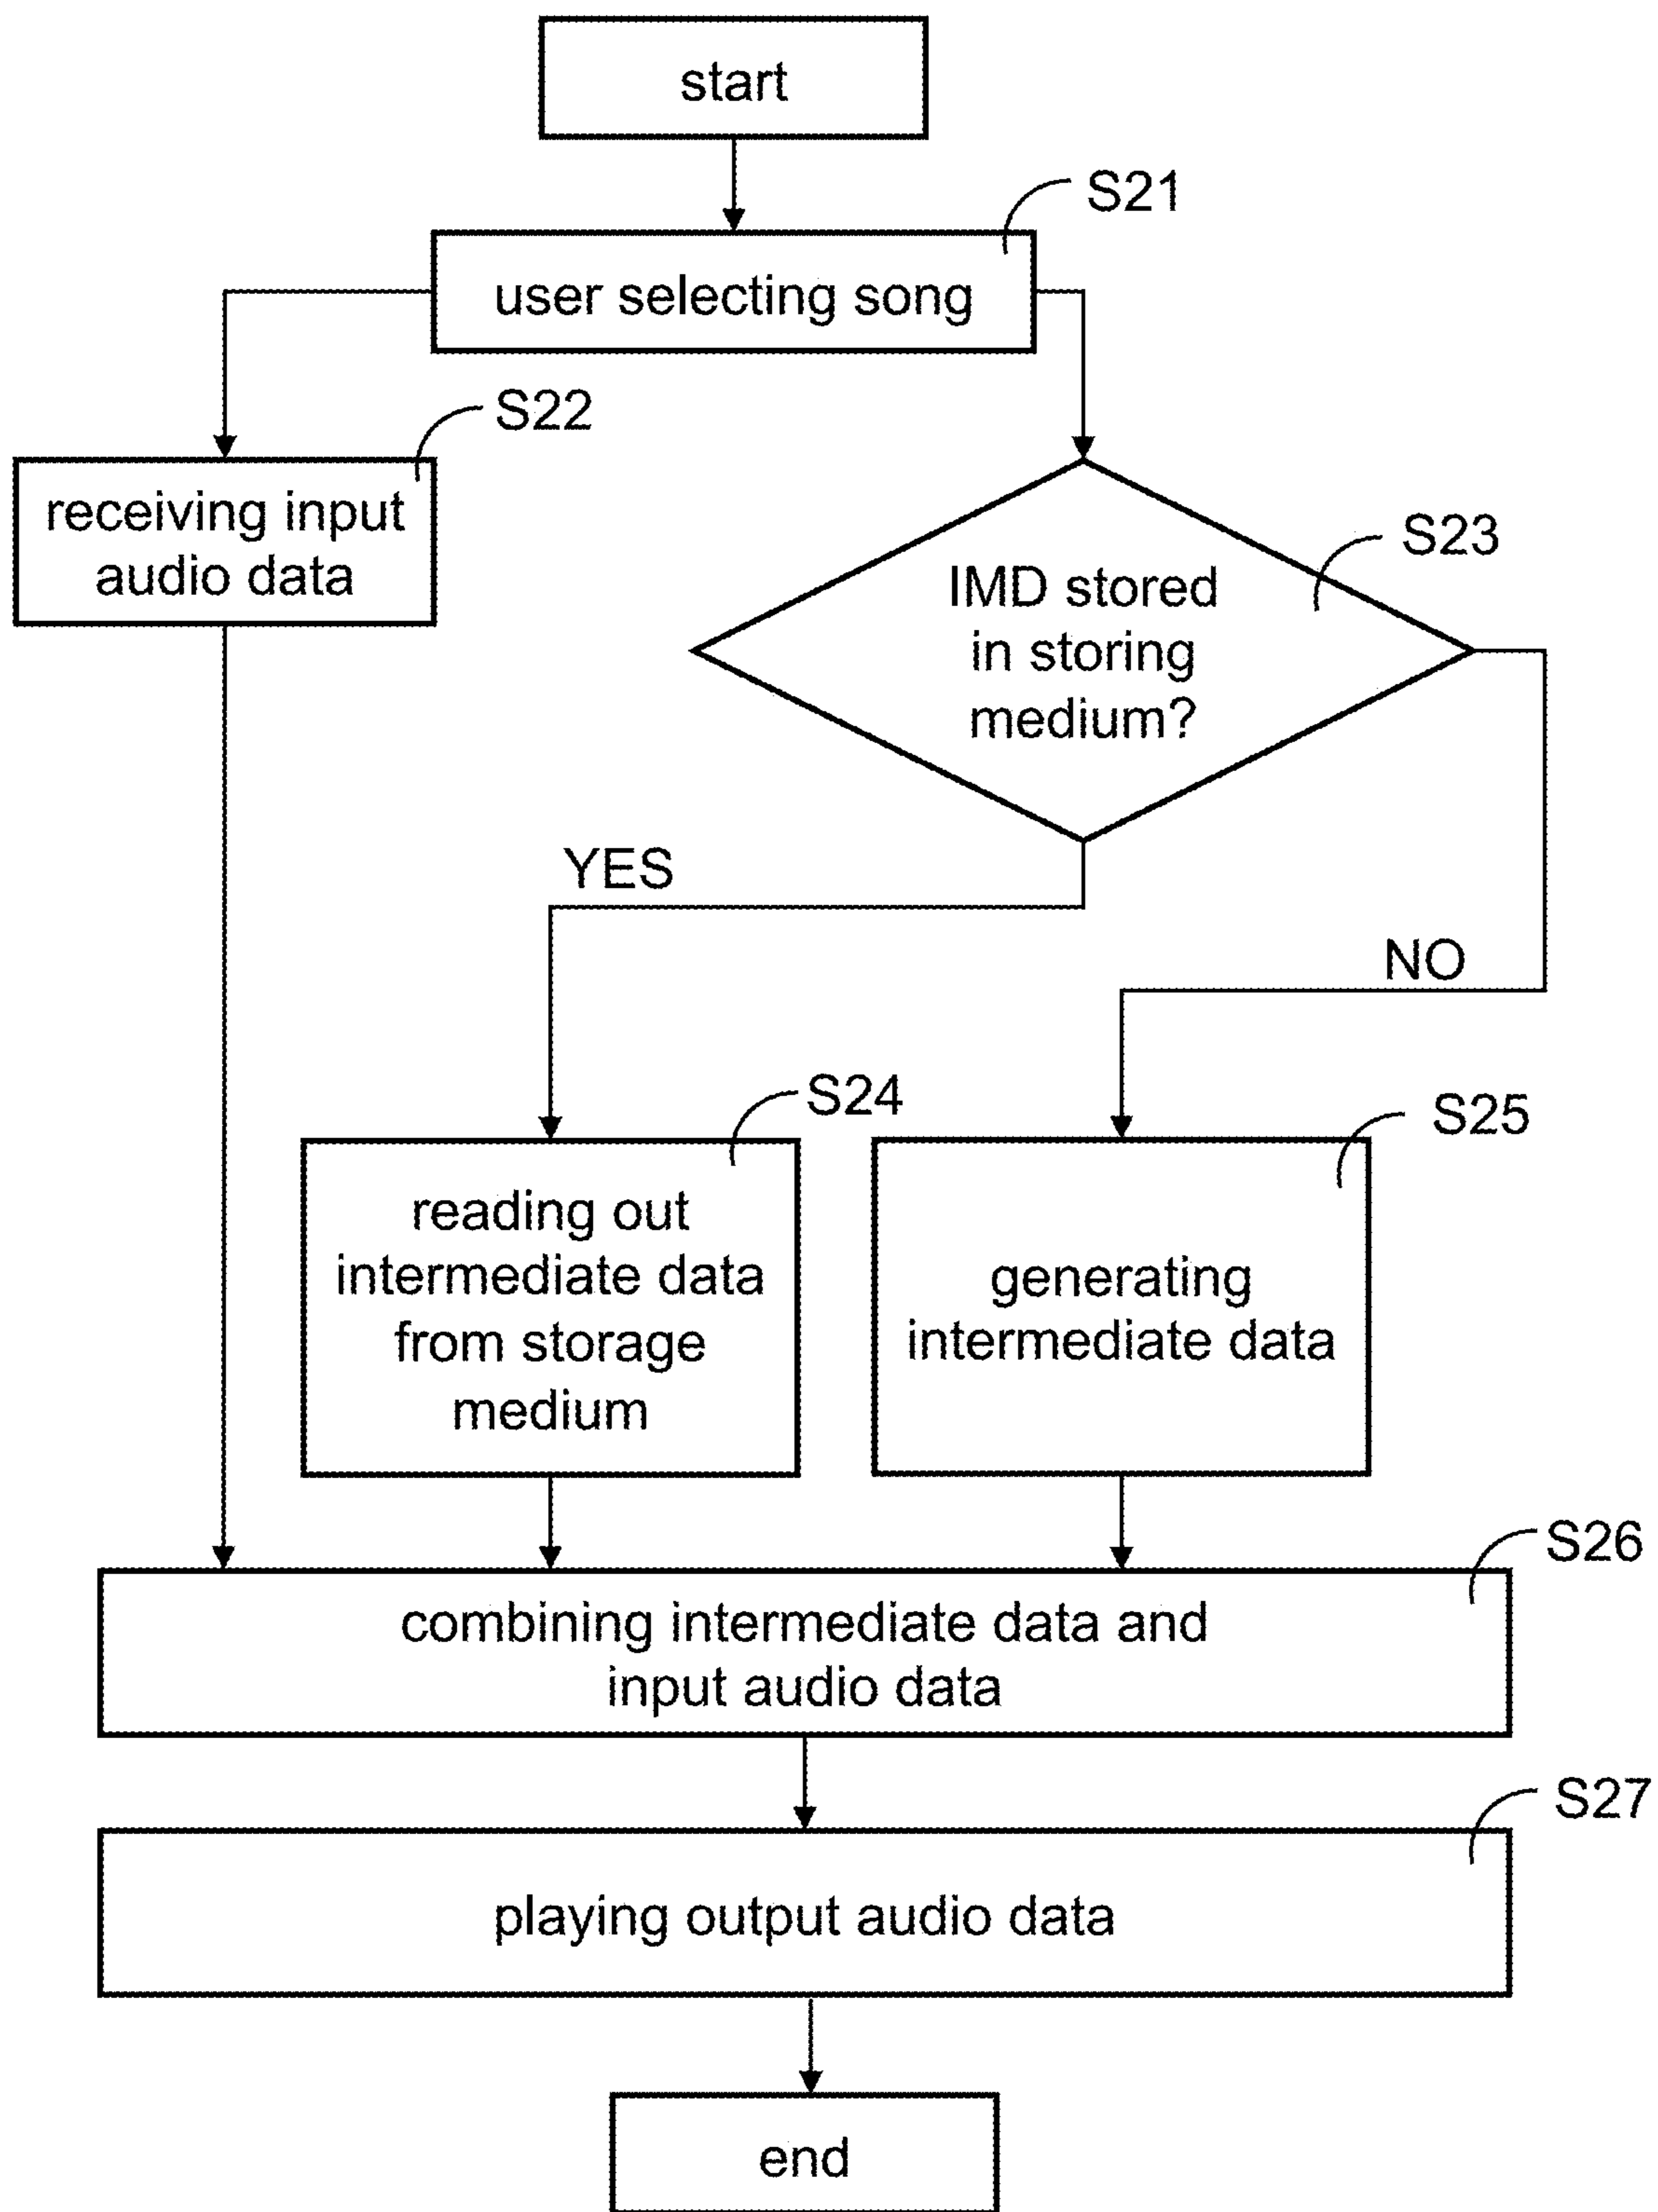 start
S21
user selecting song
S22
receiving input
audio data
S23
IMD stored
in storing
medium?
YES
NO
S24
reading out
intermediate data
from storage
medium
S25
generating
intermediate data
S26
combining intermediate data and
input audio data
S27
playing output audio data
end